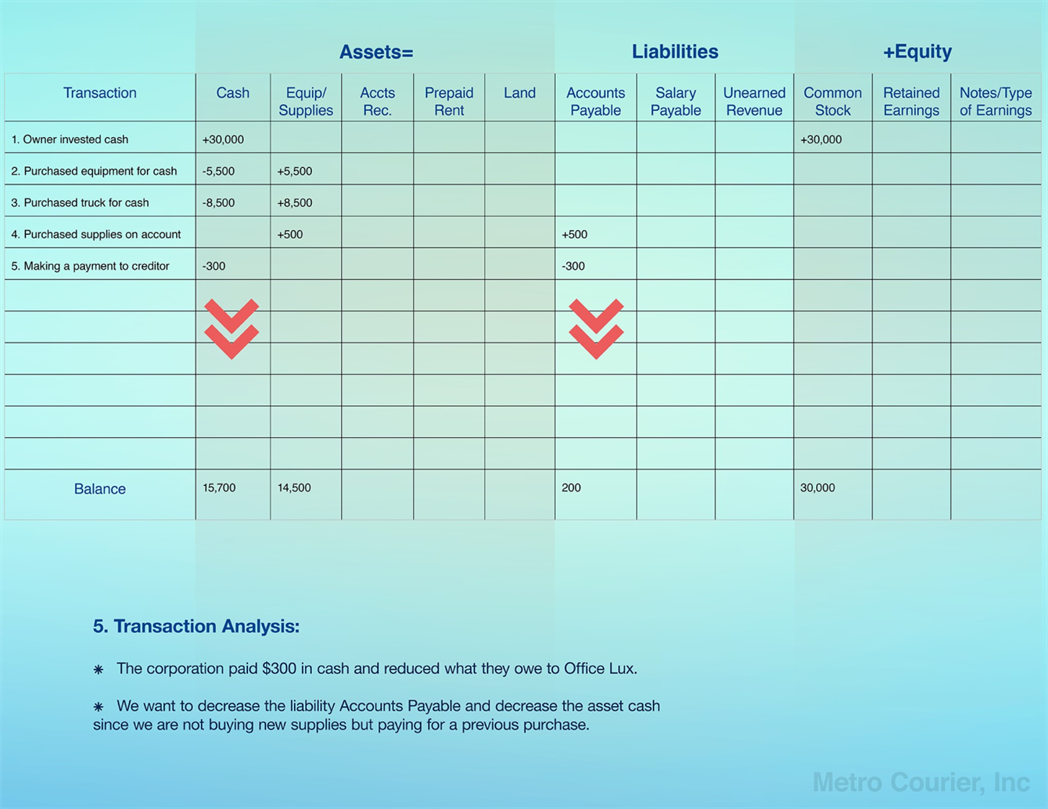 Assets= Liabilities +Equity
Transaction Cash Equip/ Supplies Accts Rec. Prepaid Rent Land Accounts Payable Salary Payable Unearned Revenue Common Stock Retained Earnings Notes/Type of Earnings
1. Owner invested cash +30,000 +30,000
2. Purchased equipment for cash -5,500 +5,500
3. Purchased truck for cash -8,500 +8,500
4. Purchased supplies on account +500 +500
5. Making a payment to creditor -300 -300
Balance 15,700 14,500 200 30,000
5. Transaction Analysis:
✳ The corporation paid $300 in cash and reduced what they owe to Office Lux.
✳ We want to decrease the liability Accounts Payable and decrease the asset cash
since we are not buying new supplies but paying for a previous purchase.
Metro Courier, Inc